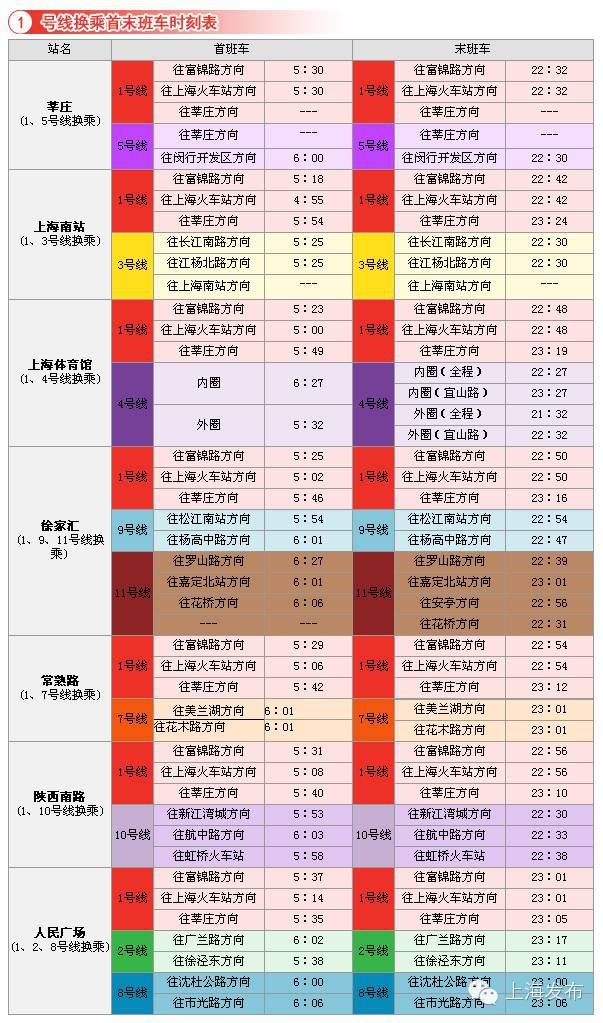 1 号线换乘首末班车时刻表
站名 首班车 末班车
莘庄
(1、5号线换乘)
1号线 往富锦路方向 5：30 1号线 往富锦路方向 22：32
往上海火车站方向 5：30 往上海火车站方向 22：32
往莘庄方向 --- 往莘庄方向 ---
5号线 往莘庄方向 --- 5号线 往莘庄方向 ---
往闵行开发区方向 6：00 往闵行开发区方向 22：30
上海南站
(1、3号线换乘)
1号线 往富锦路方向 5：18 1号线 往富锦路方向 22：42
往上海火车站方向 4：55 往上海火车站方向 22：42
往莘庄方向 5：54 往莘庄方向 23：24
3号线 往长江南路方向 5：25 3号线 往长江南路方向 22：30
往江杨北路方向 5：25 往江杨北路方向 22：30
往上海南站方向 --- 往上海南站方向 ---
上海体育馆
(1、4号线换乘)
1号线 往富锦路方向 5：23 1号线 往富锦路方向 22：48
往上海火车站方向 5：00 往上海火车站方向 22：48
往莘庄方向 5：49 往莘庄方向 23：19
4号线 内圈 6：27 4号线 内圈（全程） 22：27
内圈（宜山路） 23：27
外圈 5：32 外圈（全程） 21：32
外圈（宜山路） 22：32
徐家汇
(1、9、11号线换
乘)
1号线 往富锦路方向 5：25 1号线 往富锦路方向 22：50
往上海火车站方向 5：02 往上海火车站方向 22：50
往莘庄方向 5：46 往莘庄方向 23：16
9号线 往松江南站方向 5：54 9号线 往松江南站方向 22：54
往杨高中路方向 6：01 往杨高中路方向 22：47
11号线 往罗山路方向 6：27 11号线 往罗山路方向 22：39
往嘉定北站方向 6：01 往嘉定北站方向 23：01
往花桥方向 6：06 往安亭方向 22：56
--- --- 往花桥方向 22：31
常熟路
(1、7号线换乘)
1号线 往富锦路方向 5：29 1号线 往富锦路方向 22：54
往上海火车站方向 5：06 往上海火车站方向 22：54
往莘庄方向 5：42 往莘庄方向 23：12
7号线 往美兰湖方向 6：01 7号线 往美兰湖方向 23：01
往花木路方向 6：01 往花木路方向 23：01
陕西南路
(1、10号线换乘)
1号线 往富锦路方向 5：31 1号线 往富锦路方向 22：56
往上海火车站方向 5：08 往上海火车站方向 22：56
往莘庄方向 5：40 往莘庄方向 23：10
10号线 往新江湾城方向 5：53 10号线 往新江湾城方向 22：30
往航中路方向 6：03 往航中路方向 22：33
往虹桥火车站 5：58 往虹桥火车站 22：38
人民广场
(1、2、8号线换乘)
1号线 往富锦路方向 5：37 1号线 往富锦路方向 23：01
往上海火车站方向 5：14 往上海火车站方向 23：01
往莘庄方向 5：35 往莘庄方向 23：05
2号线 往广兰路方向 6：02 2号线 往广兰路方向 23：17
往徐泾东方向 5：38 往徐泾东方向 23：11
8号线 往沈杜公路方向 6：00 8号线 往沈杜公路方向 23：00
往市光路方向 6：06 往市光路方向 23：06
上海发布